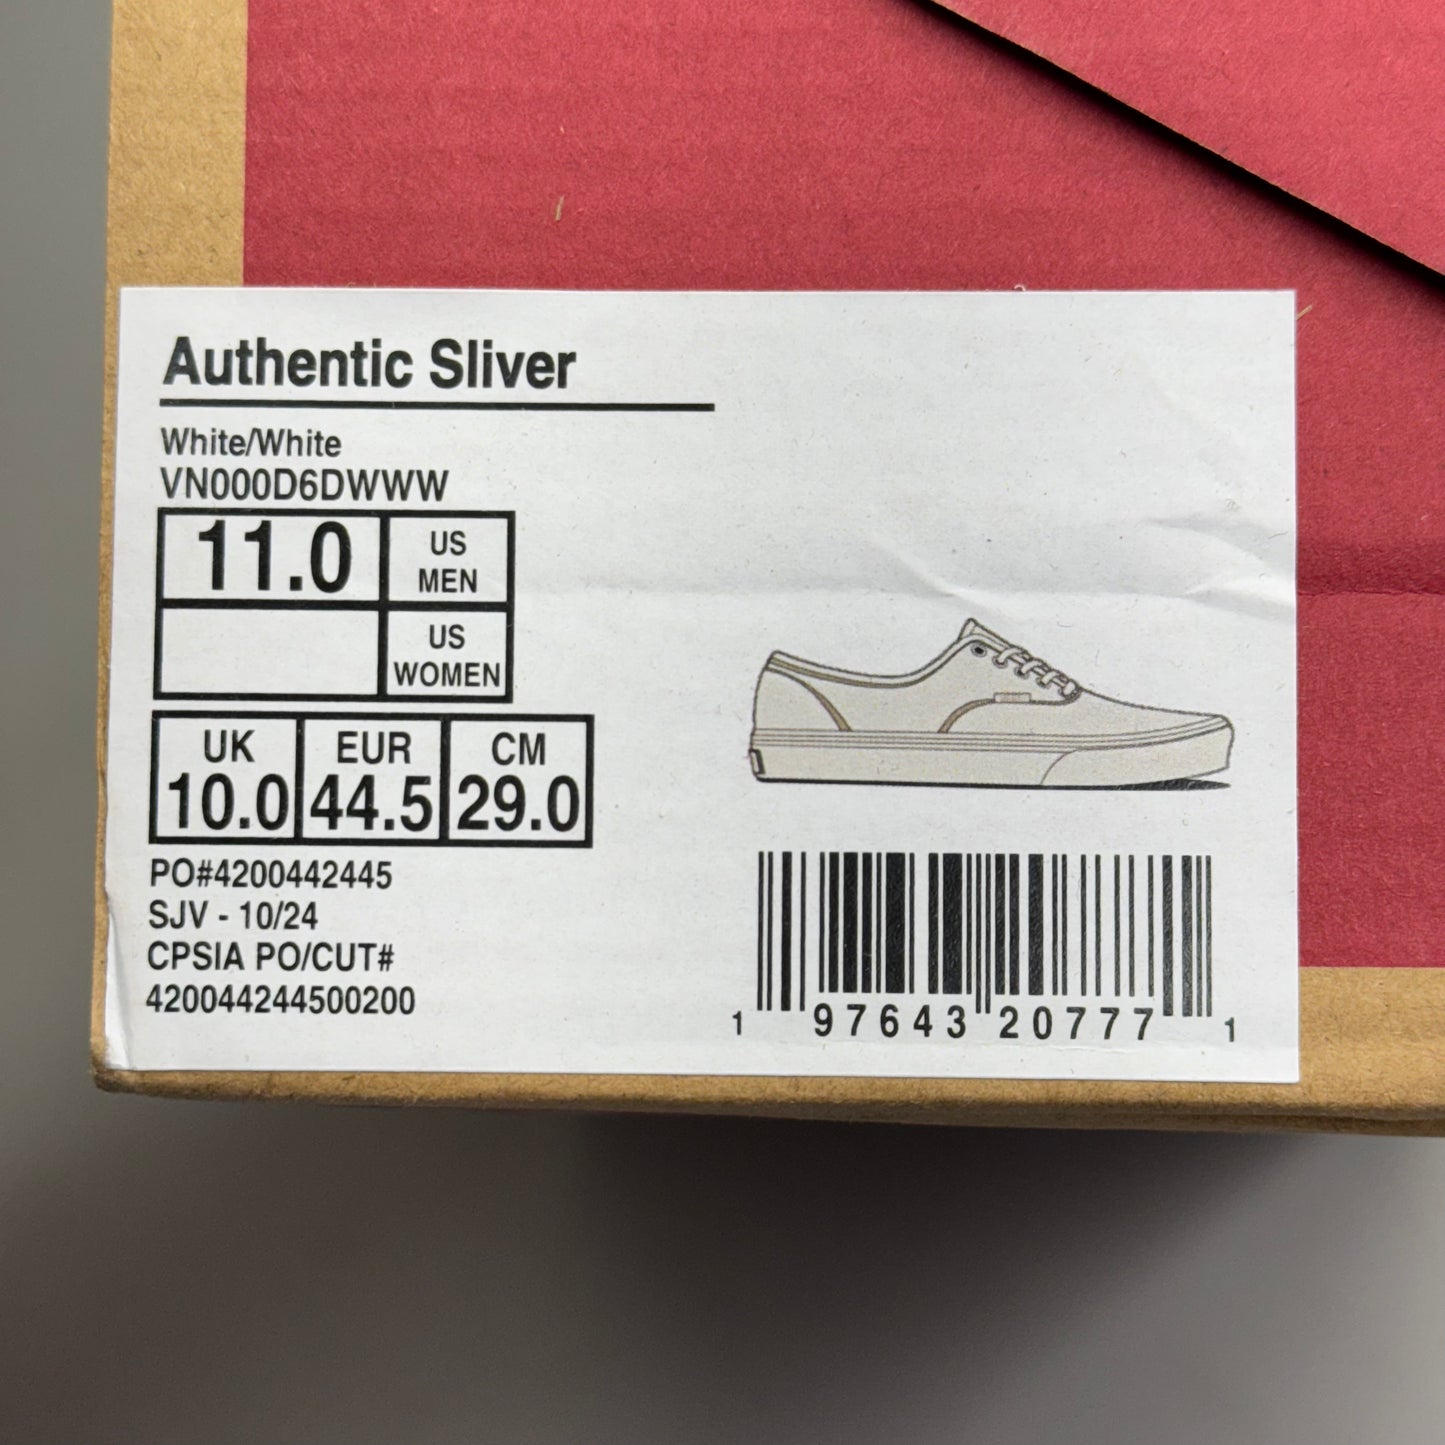 Authentic Sliver
White/White
VN000D6DWWW
11.0 US MEN
US WOMEN
UK EUR CM
10.0 44.5 29.0
PO#4200442445
SJV - 10/24
CPSIA PO/CUT#
420044244500200
1 97643 20777 1